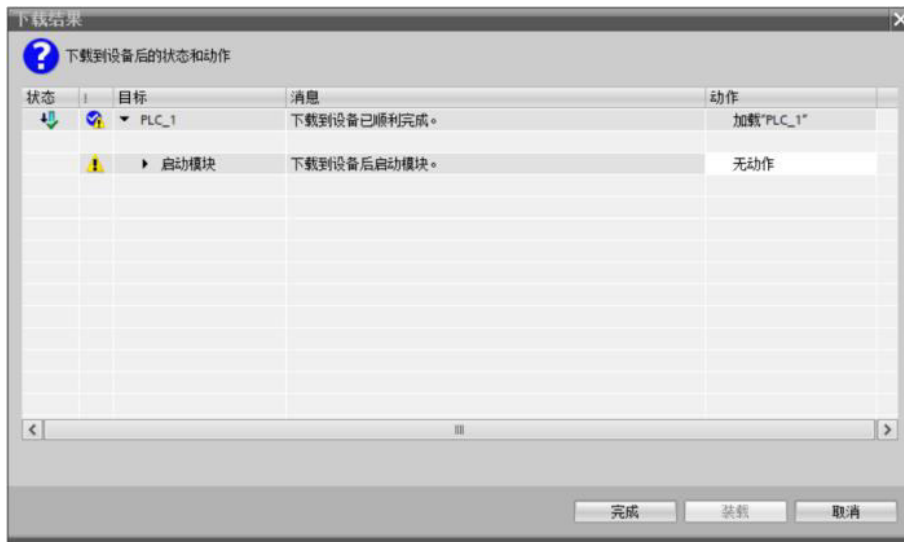 下载结果
下载到设备后的状态和动作
状态 ! 目标 消息 动作
PLC_1 下载到设备已顺利完成。 加载"PLC_1"
启动模块 下载到设备后启动模块。 无动作
完成 装载 取消